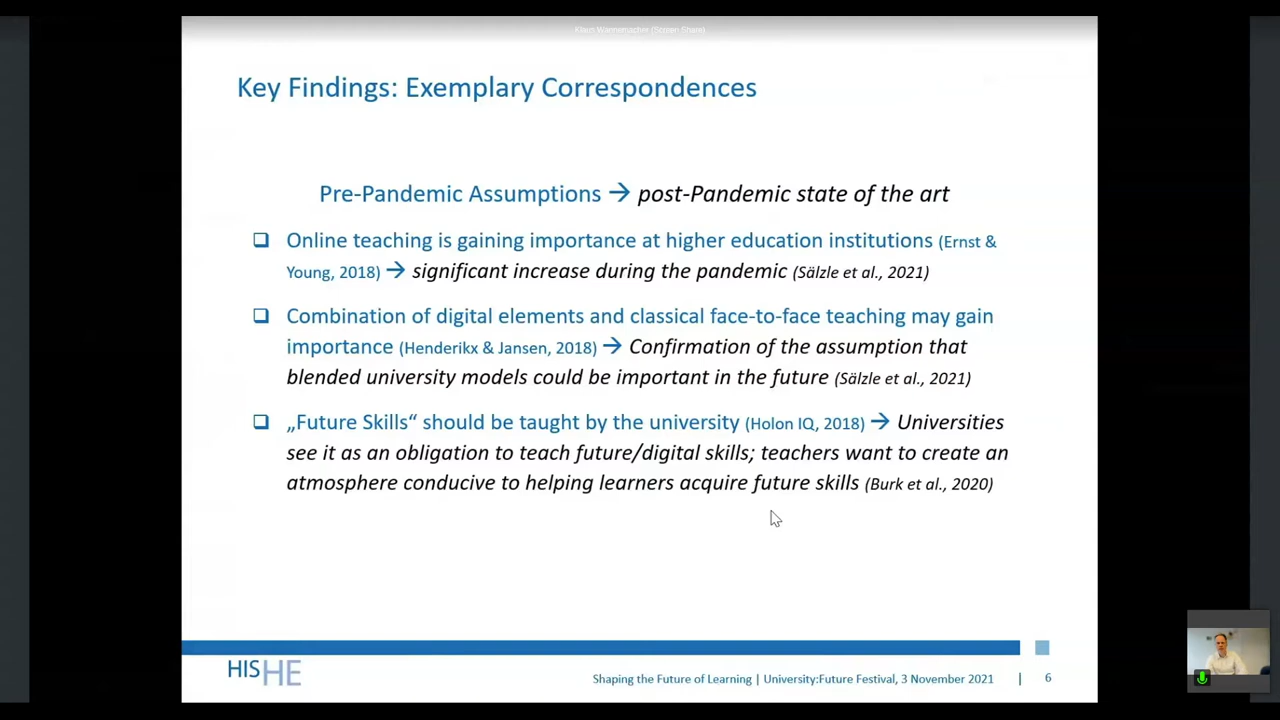 Klaus Wannemacher (Screen Share)
Key Findings: Exemplary Correspondences
Pre-Pandemic Assumptions → post-Pandemic state of the art
❑ Online teaching is gaining importance at higher education institutions (Ernst &
Young, 2018) → significant increase during the pandemic (Sälzle et al., 2021)
❑ Combination of digital elements and classical face-to-face teaching may gain
importance (Henderikx & Jansen, 2018) → Confirmation of the assumption that
blended university models could be important in the future (Sälzle et al., 2021)
❑ „Future Skills“ should be taught by the university (Holon IQ, 2018) → Universities
see it as an obligation to teach future/digital skills; teachers want to create an
atmosphere conducive to helping learners acquire future skills (Burk et al., 2020)
HISHE
Shaping the Future of Learning | University:Future Festival, 3 November 2021 | 6